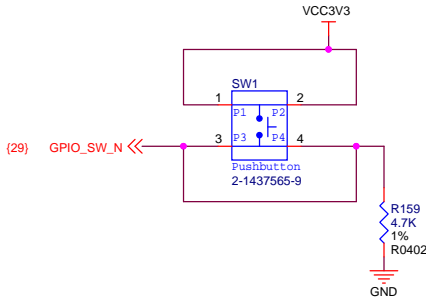 VCC3V3
SW1
1 P1 P2 2
{29} GPIO_SW_N 3 P3 P4 4
Pushbutton
2-1437565-9
R159
4.7K
1%
R0402
GND